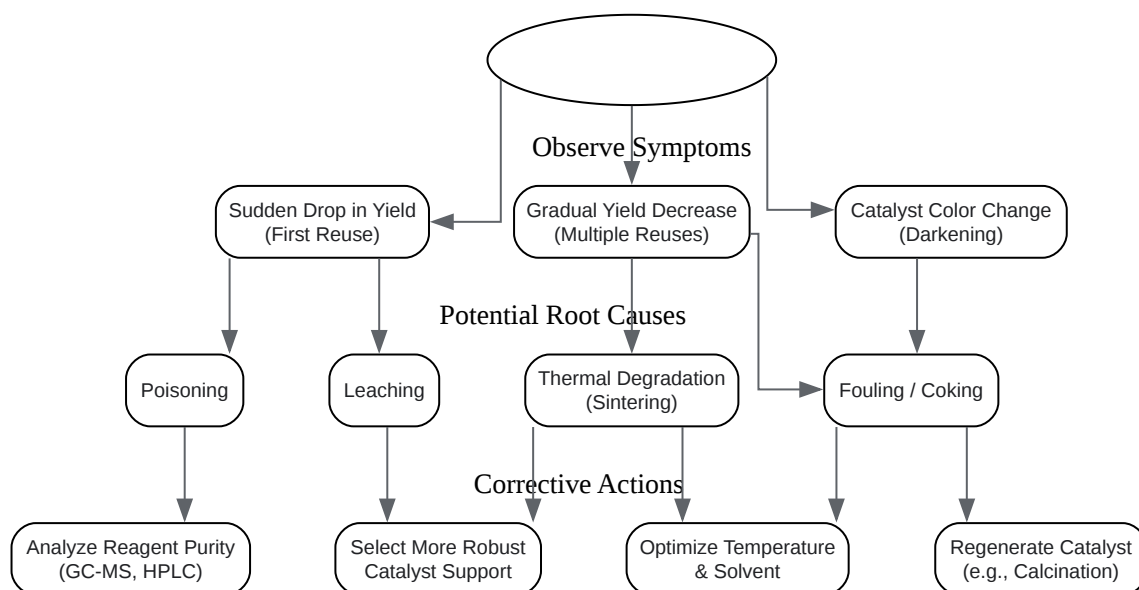 Observe Symptoms
Sudden Drop in Yield
(First Reuse)
Gradual Yield Decrease
(Multiple Reuses)
Catalyst Color Change
(Darkening)
Potential Root Causes
Poisoning
Leaching
Thermal Degradation
(Sintering)
Fouling / Coking
Corrective Actions
Analyze Reagent Purity
(GC-MS, HPLC)
Select More Robust
Catalyst Support
Optimize Temperature
& Solvent
Regenerate Catalyst
(e.g., Calcination)